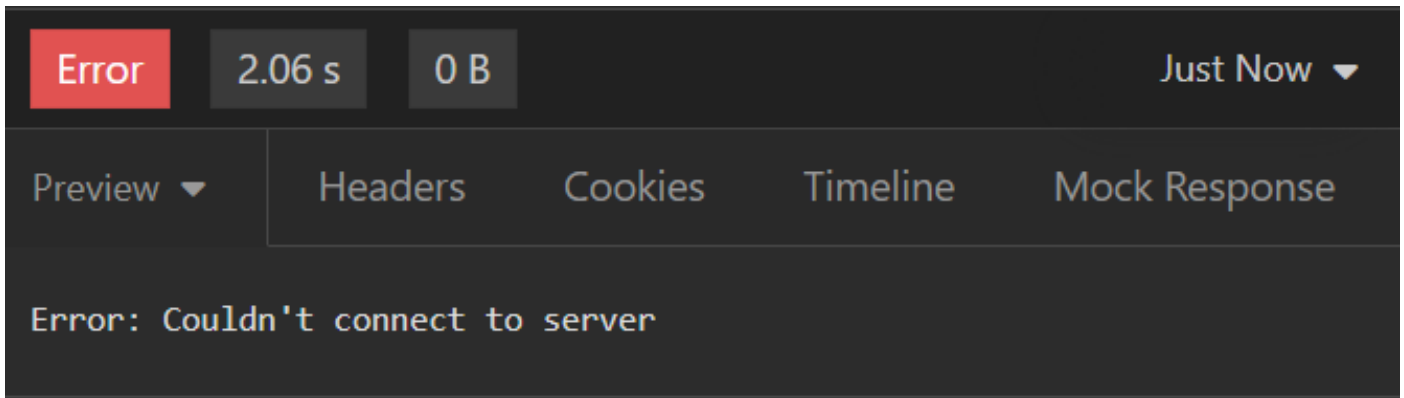 Error 2.06 s 0 B Just Now
Preview Headers Cookies Timeline Mock Response
Error: Couldn't connect to server